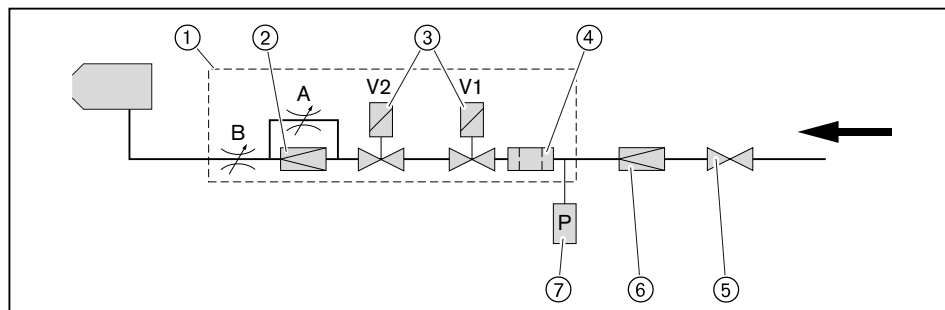 ① ② ③ ④
A V2 V1
B
P
⑦ ⑥ ⑤